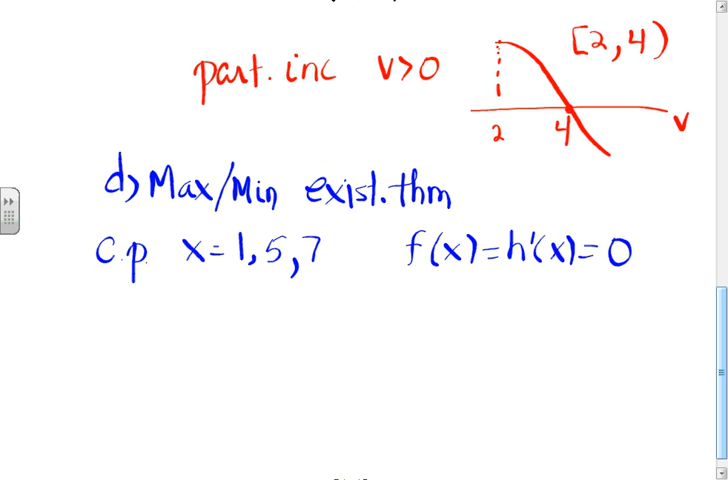 part. inc v>0
[2,4)
2
4
v
d) Max/Min exist. thm
c.p. x=1,5,7 f(x)=h'(x)=0